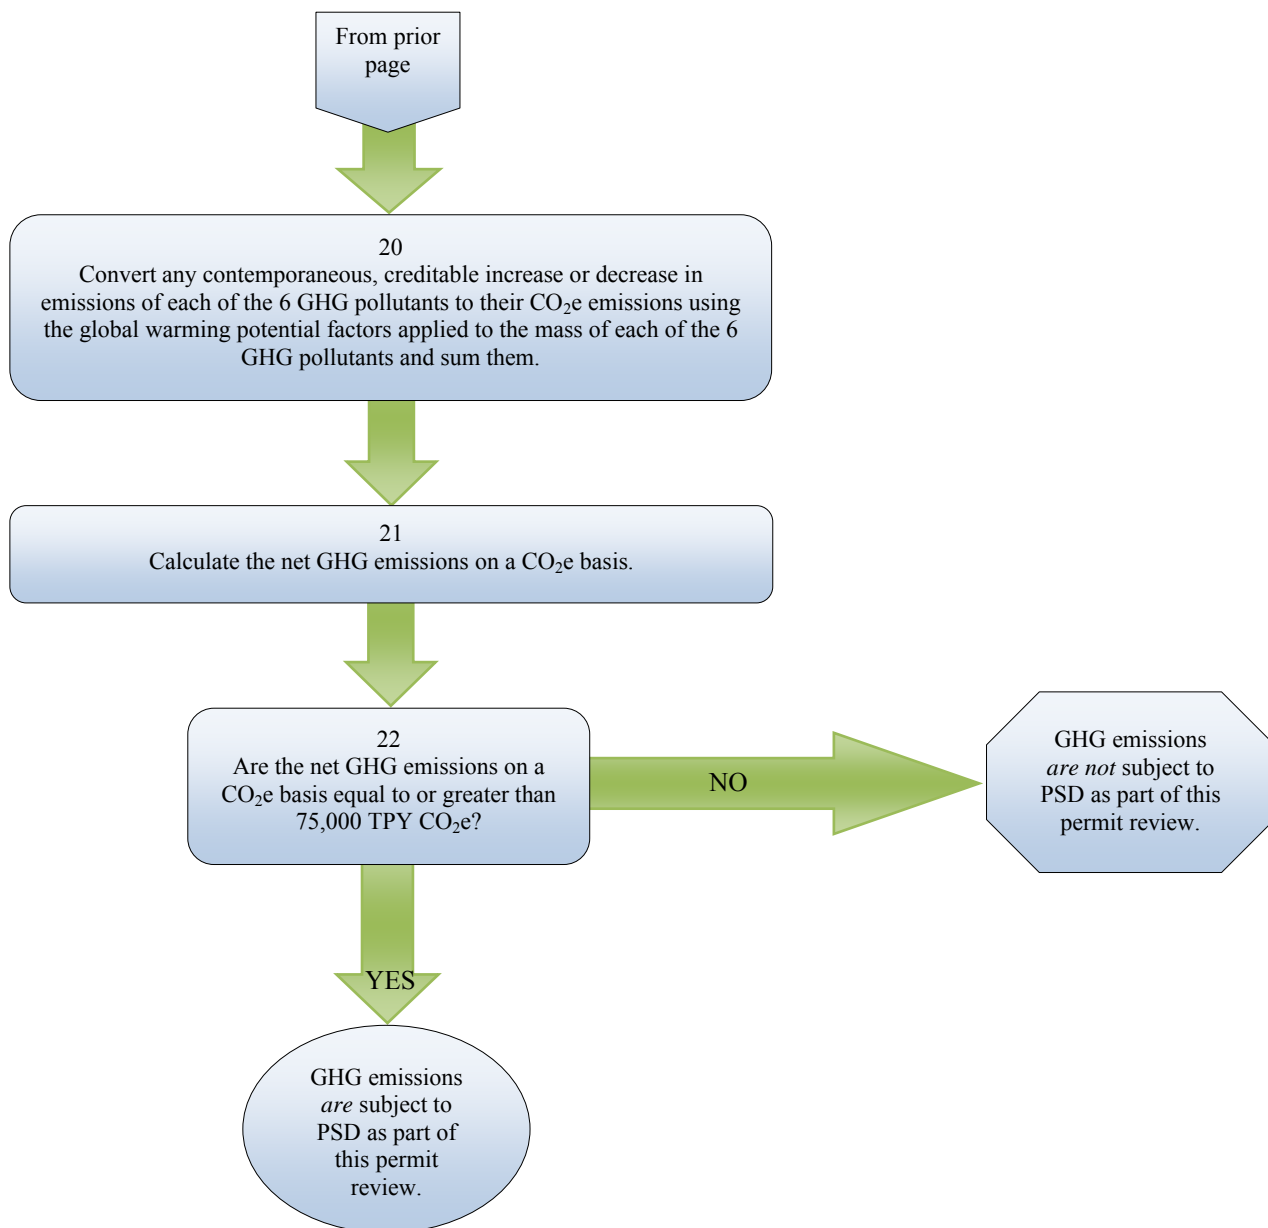 From prior
page
20
Convert any contemporaneous, creditable increase or decrease in
emissions of each of the 6 GHG pollutants to their CO₂e emissions using
the global warming potential factors applied to the mass of each of the 6
GHG pollutants and sum them.
21
Calculate the net GHG emissions on a CO₂e basis.
22
Are the net GHG emissions on a
CO₂e basis equal to or greater than
75,000 TPY CO₂e?
NO
GHG emissions
are not subject to
PSD as part of this
permit review.
YES
GHG emissions
are subject to
PSD as part of
this permit
review.